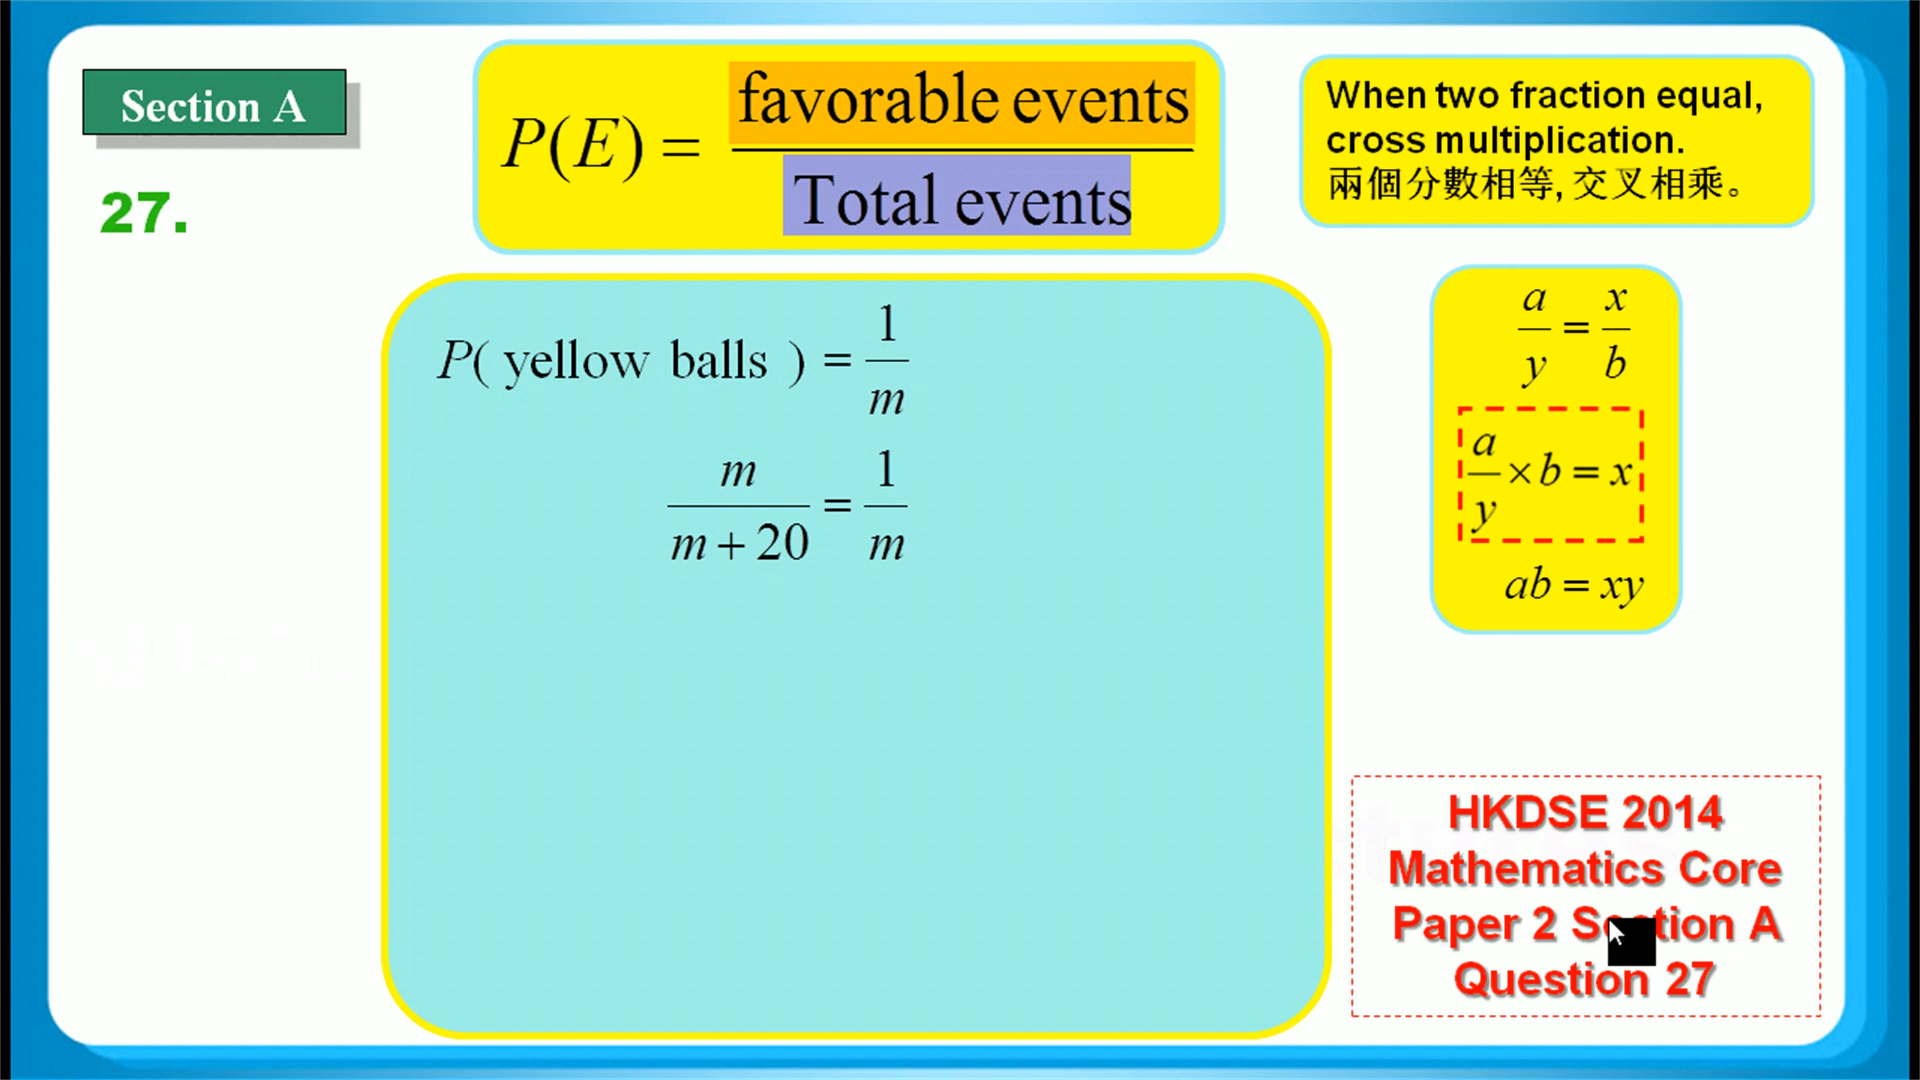 Section A
27.
P(E) = favorable events / Total events
When two fraction equal,
cross multiplication.
兩個分數相等, 交叉相乘。
P( yellow balls ) = 1/m
m/(m + 20) = 1/m
a/y = x/b
a/y × b = x
ab = xy
HKDSE 2014
Mathematics Core
Paper 2 Section A
Question 27